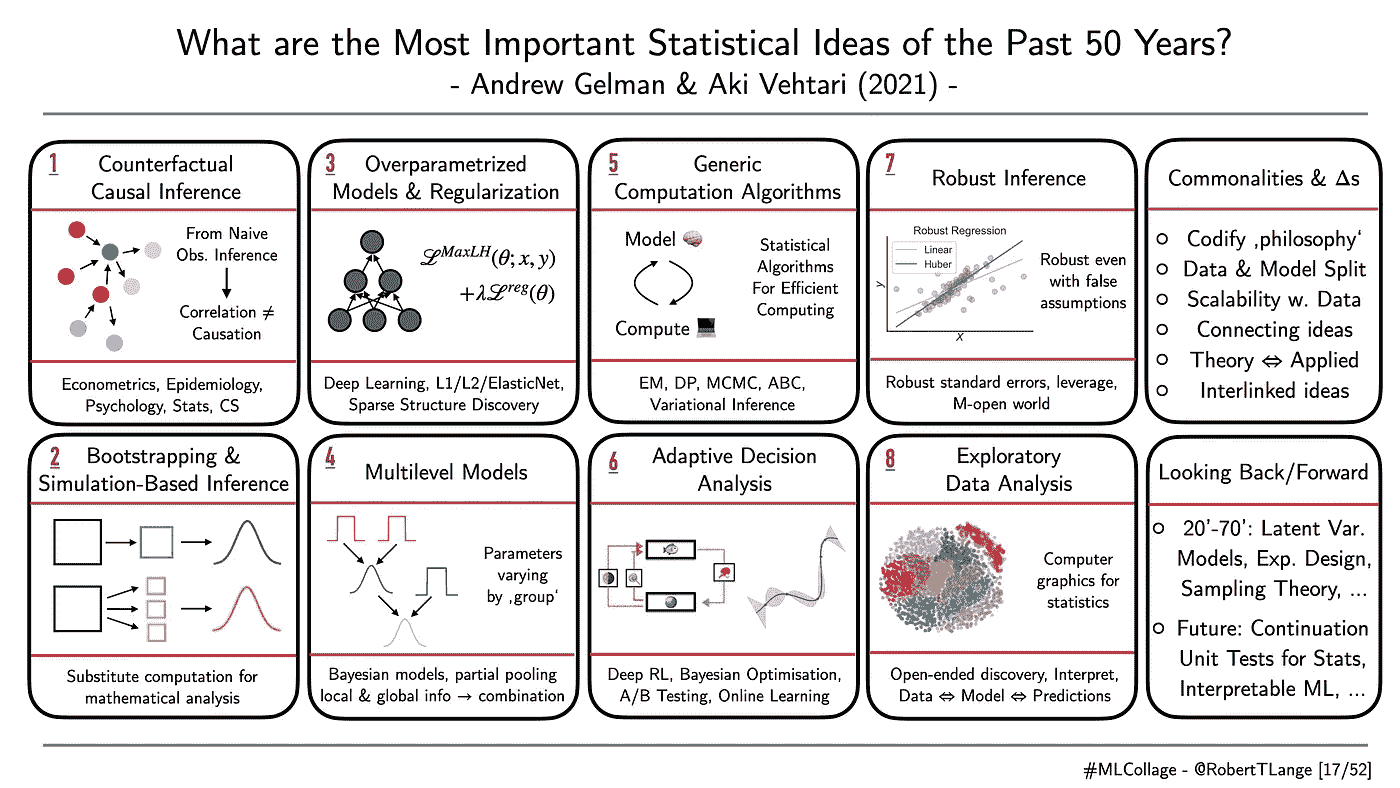 What are the Most Important Statistical Ideas of the Past 50 Years?
- Andrew Gelman & Aki Vehtari (2021) -
1
Counterfactual
Causal Inference
From Naive
Obs. Inference
Correlation ≠
Causation
Econometrics, Epidemiology,
Psychology, Stats, CS
2
Bootstrapping &
Simulation-Based Inference
Substitute computation for
mathematical analysis
3
Overparametrized
Models & Regularization
ℒ^{MaxLH}(θ; x, y)
+λℒ^{reg}(θ)
Deep Learning, L1/L2/ElasticNet,
Sparse Structure Discovery
4
Multilevel Models
Parameters
varying
by ‚group‘
Bayesian models, partial pooling
local & global info → combination
5
Generic
Computation Algorithms
Model
Compute
Statistical
Algorithms
For Efficient
Computing
EM, DP, MCMC, ABC,
Variational Inference
6
Adaptive Decision
Analysis
Deep RL, Bayesian Optimisation,
A/B Testing, Online Learning
7
Robust Inference
Robust Regression
Linear
Huber
y
X
Robust even
with false
assumptions
Robust standard errors, leverage,
M-open world
8
Exploratory
Data Analysis
Computer
graphics for
statistics
Open-ended discovery, Interpret,
Data ⇔ Model ⇔ Predictions
Commonalities & Δs
Codify ‚philosophy‘
Data & Model Split
Scalability w. Data
Connecting ideas
Theory ⇔ Applied
Interlinked ideas
Looking Back/Forward
20'-70': Latent Var.
Models, Exp. Design,
Sampling Theory, ...
Future: Continuation
Unit Tests for Stats,
Interpretable ML, ...
#MLCollage - @RobertTLange [17/52]